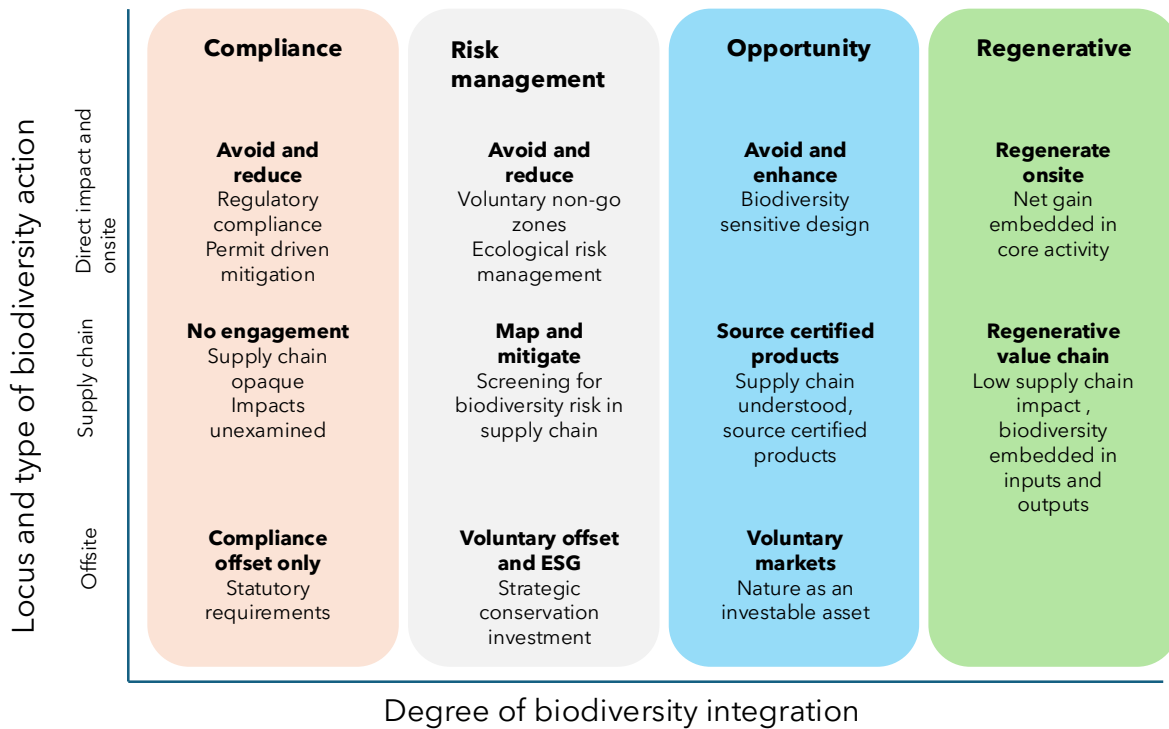 Compliance
Risk
management
Opportunity
Regenerative
Locus and type of biodiversity action
Direct impact and
onsite
Avoid and
reduce
Regulatory
compliance
Permit driven
mitigation
Avoid and
reduce
Voluntary non-go
zones
Ecological risk
management
Avoid and
enhance
Biodiversity
sensitive design
Regenerate
onsite
Net gain
embedded in
core activity
Supply chain
No engagement
Supply chain
opaque
Impacts
unexamined
Map and
mitigate
Screening for
biodiversity risk in
supply chain
Source certified
products
Supply chain
understood,
source certified
products
Regenerative
value chain
Low supply chain
impact ,
biodiversity
embedded in
inputs and
outputs
Offsite
Compliance
offset only
Statutory
requirements
Voluntary offset
and ESG
Strategic
conservation
investment
Voluntary
markets
Nature as an
investable asset
Degree of biodiversity integration